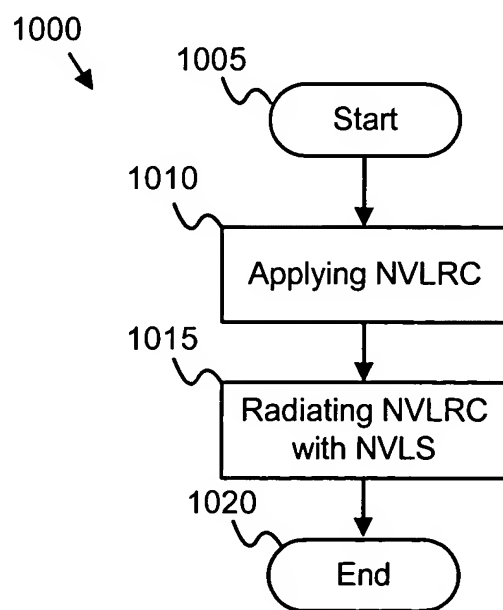 1000
1005
Start
1010
Applying NVLRC
1015
Radiating NVLRC
with NVLS
1020
End